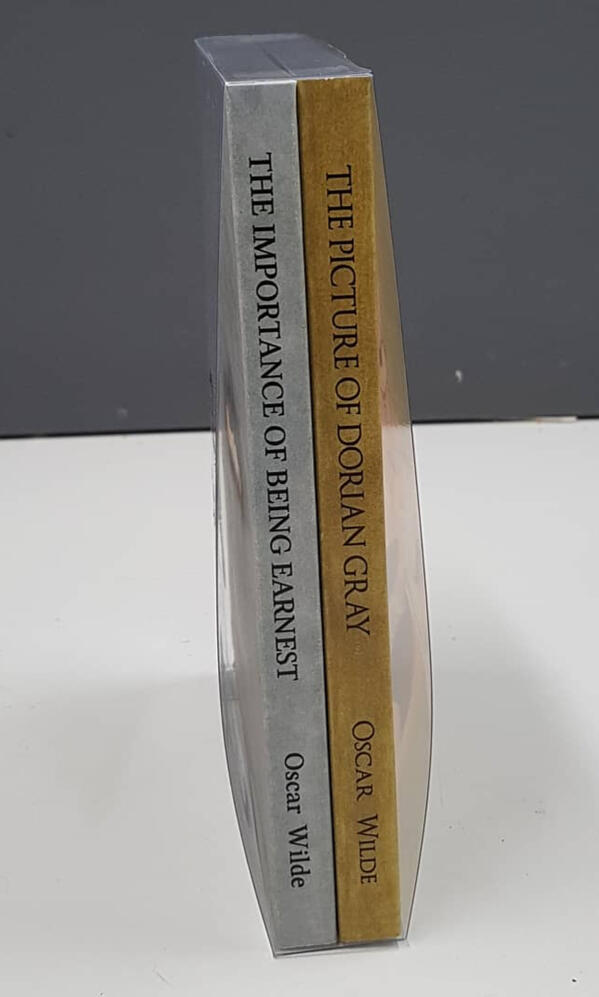 THE IMPORTANCE OF BEING EARNEST
Oscar Wilde
THE PICTURE OF DORIAN GRAY
OSCAR WILDE